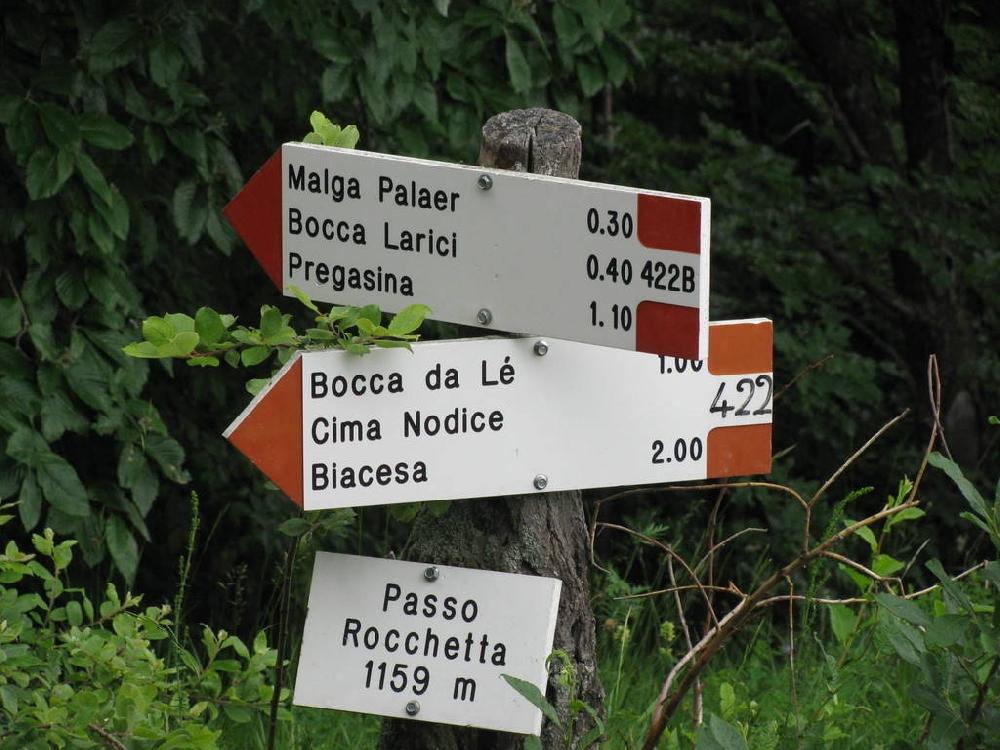 Malga Palaer 0.30
Bocca Larici 0.40 422B
Pregasina 1.10
Bocca da Lé 1.00
Cima Nodice 422
Biacesa 2.00
Passo
Rocchetta
1159 m